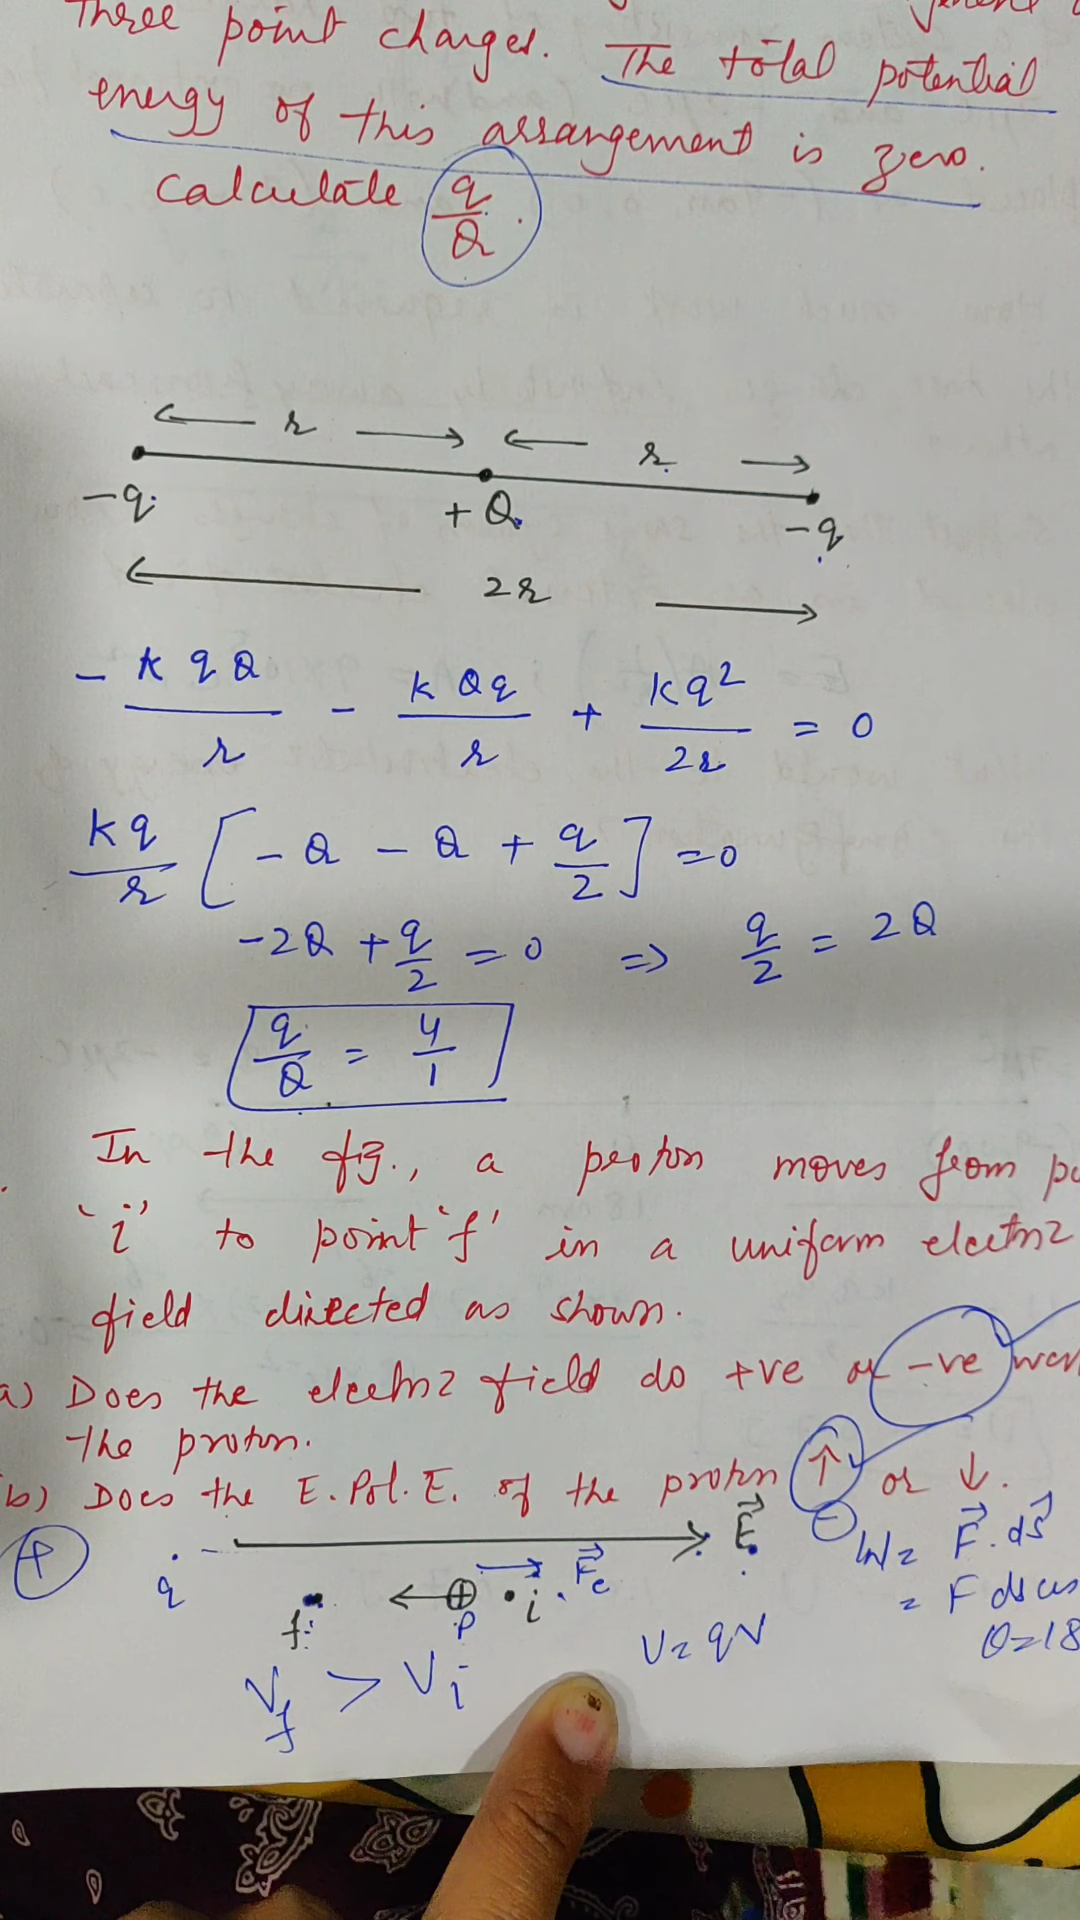 Three point charges. The total potential
energy of this arrangement is zero.
Calculate q/Q.
← r → ← r →
-q +Q -q
← 2r →
- kqQ/r - kQq/r + kq²/2r = 0
kq/r [ -Q - Q + q/2 ] = 0
-2Q + q/2 = 0 ⇒ q/2 = 2Q
q/Q = 4/1
In the fig., a proton moves from
'i' to point 'f' in a uniform electric
field directed as shown.
a) Does the electric field do +ve or -ve
the proton.
b) Does the E. Pot. E. of the proton ↑ or ↓.
+ q → E⃗
f ← ⊕ P • i F⃗e
W = F⃗.ds⃗
= F ds cos
θ=18
U = qV
Vf > Vi